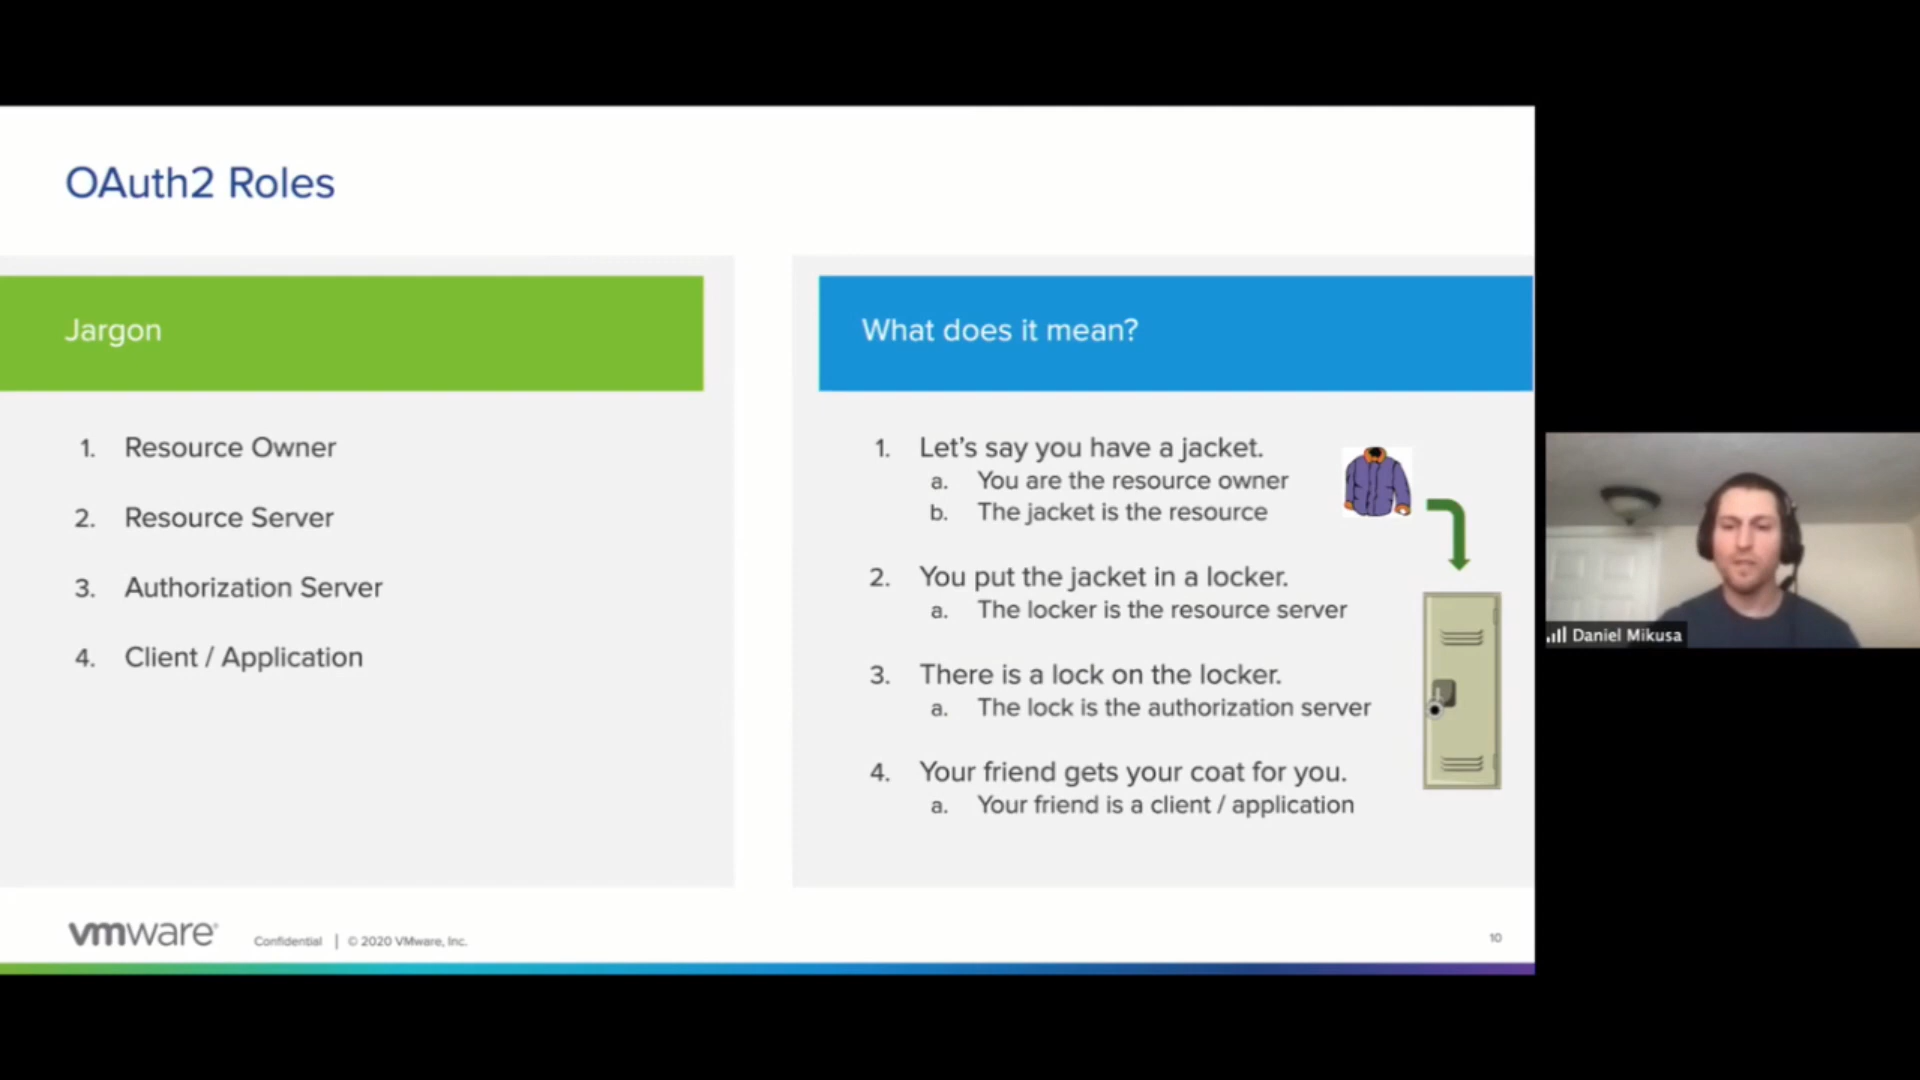 OAuth2 Roles
Jargon
1. Resource Owner
2. Resource Server
3. Authorization Server
4. Client / Application
What does it mean?
1. Let's say you have a jacket.
a. You are the resource owner
b. The jacket is the resource
2. You put the jacket in a locker.
a. The locker is the resource server
3. There is a lock on the locker.
a. The lock is the authorization server
4. Your friend gets your coat for you.
a. Your friend is a client / application
Daniel Mikusa
vmware®
Confidential | © 2020 VMware, Inc.
10